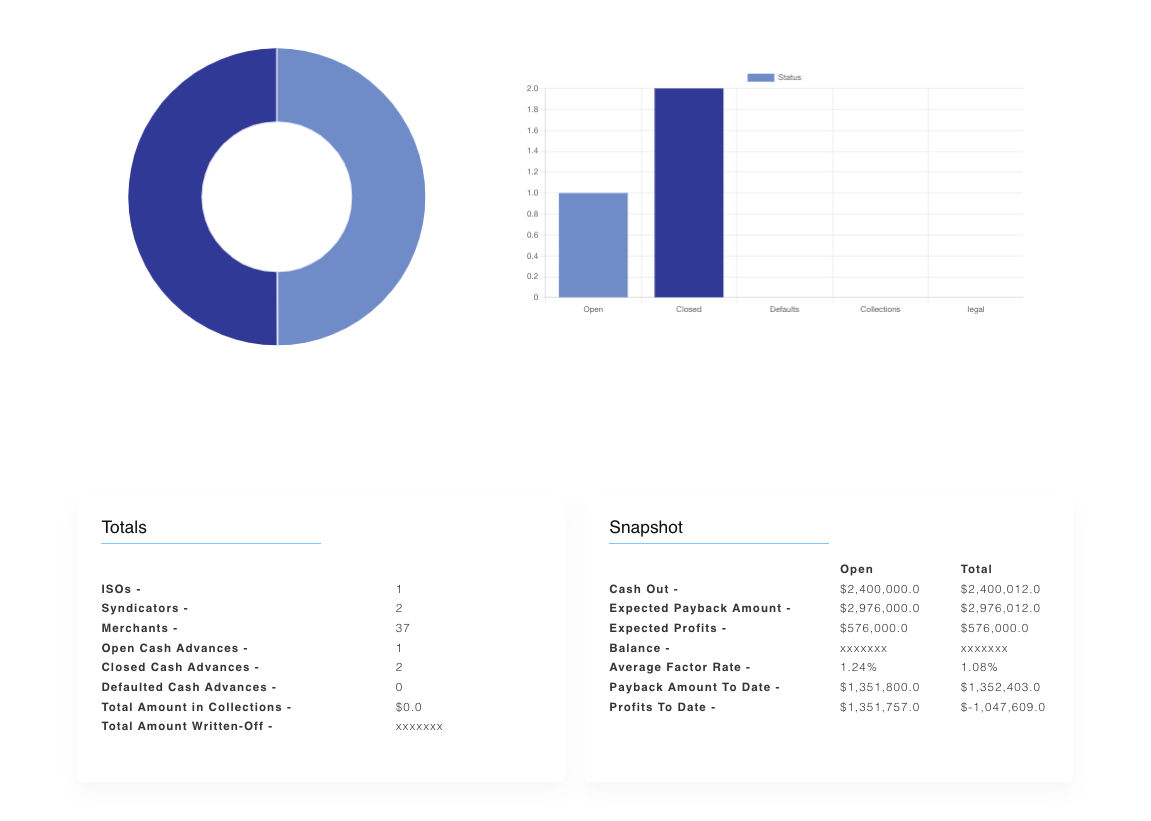 Status
2.0
1.8
1.6
1.4
1.2
1.0
0.8
0.6
0.4
0.2
0
Open Closed Defaults Collections legal
Totals
ISOs - 1
Syndicators - 2
Merchants - 37
Open Cash Advances - 1
Closed Cash Advances - 2
Defaulted Cash Advances - 0
Total Amount in Collections - $0.0
Total Amount Written-Off - xxxxxxx
Snapshot
Open Total
Cash Out - $2,400,000.0 $2,400,012.0
Expected Payback Amount - $2,976,000.0 $2,976,012.0
Expected Profits - $576,000.0 $576,000.0
Balance - xxxxxxx xxxxxxx
Average Factor Rate - 1.24% 1.08%
Payback Amount To Date - $1,351,800.0 $1,352,403.0
Profits To Date - $1,351,757.0 $-1,047,609.0